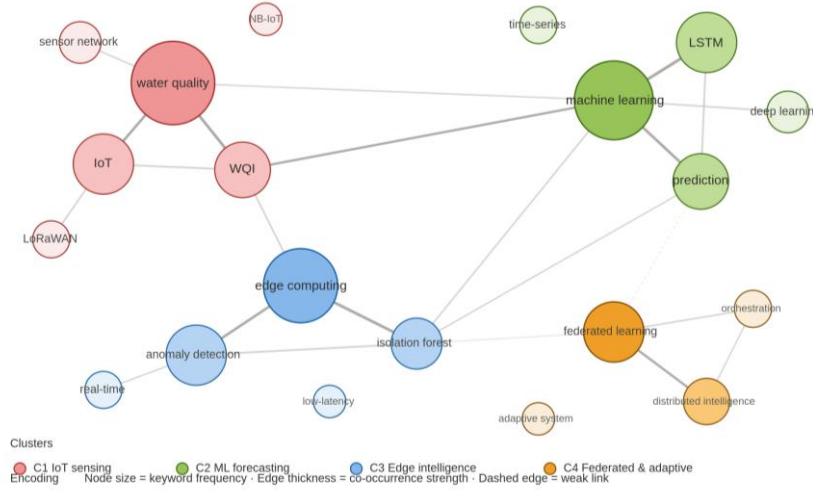 NB-IoT
time-series
sensor network
LSTM
water quality
machine learning
deep learnin
IoT
WQI
prediction
LoRaWAN
edge computing
orchestration
federated learning
isolation forest
anomaly detection
real-time
low-latency
distributed intelligence
adaptive system
Clusters
C1 IoT sensing
C2 ML forecasting
C3 Edge intelligence
C4 Federated & adaptive
Encoding
Node size = keyword frequency · Edge thickness = co-occurrence strength · Dashed edge = weak link